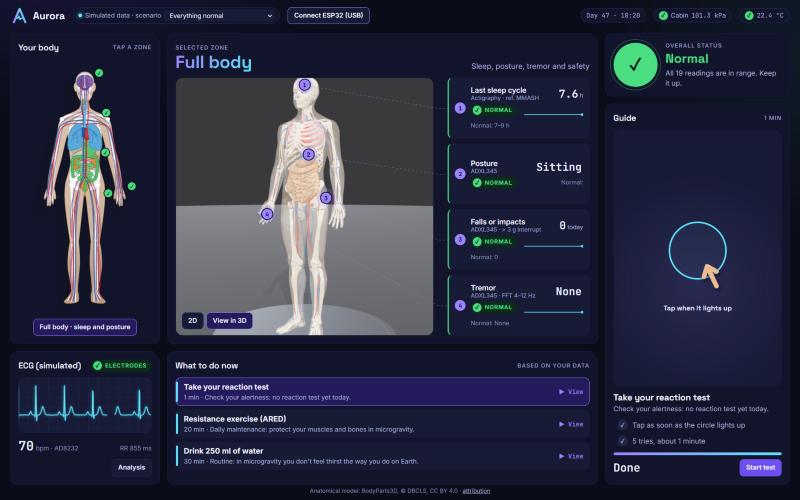 Aurora
Simulated data · scenario
Everything normal
Connect ESP32 (USB)
Day 47 · 10:20
Cabin 101.3 kPa
22.4 °C
Your body
TAP A ZONE
Full body · sleep and posture
SELECTED ZONE
Full body
Sleep, posture, tremor and safety
1
2
3
4
2D
View in 3D
1
Last sleep cycle
Actigraphy · ref. MMASH
NORMAL
Normal: 7–9 h
7.6 h
2
Posture
ADXL345
NORMAL
Sitting
Normal:
3
Falls or impacts
ADXL345 · > 3 g interrupt
NORMAL
Normal: 0
0 today
4
Tremor
ADXL345 · FFT 4–12 Hz
NORMAL
Normal: None
None
OVERALL STATUS
Normal
All 19 readings are in range. Keep
it up.
Guide
1 MIN
Tap when it lights up
Take your reaction test
Check your alertness: no reaction test yet today.
Tap as soon as the circle lights up
5 tries, about 1 minute
Done
Start test
ECG (simulated)
ELECTRODES
70 bpm · AD8232
RR 855 ms
Analysis
What to do now
BASED ON YOUR DATA
Take your reaction test
1 min · Check your alertness: no reaction test yet today.
View
Resistance exercise (ARED)
20 min · Daily maintenance: protect your muscles and bones in microgravity.
View
Drink 250 ml of water
30 min · Routine: in microgravity you don't feel thirst the way you do on Earth.
View
Anatomical model: BodyParts3D, © DBCLS, CC BY 4.0 · attribution